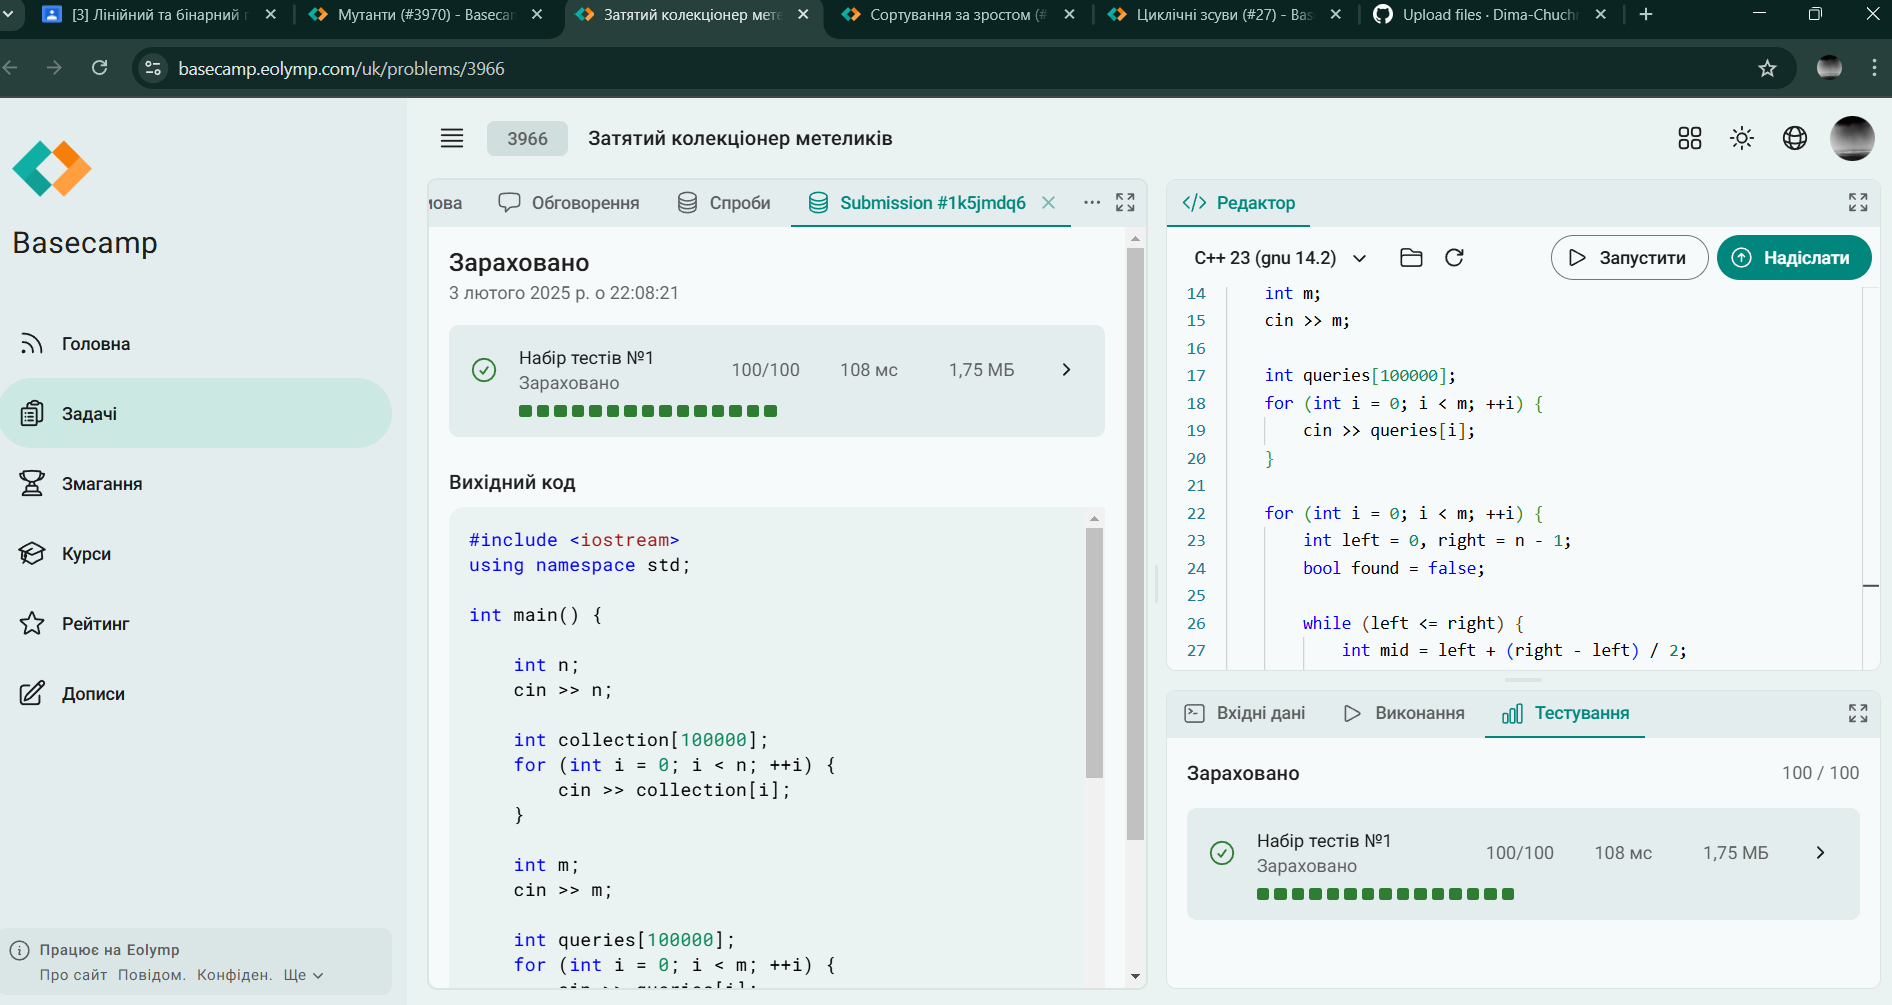 [3] Лінійний та бінарний
Мутанти (#3970) - Basecam
Затятий колекціонер мете
Сортування за зростом (#
Циклічні зсуви (#27) - Bas
Upload files · Dima-Chuchr
basecamp.eolymp.com/uk/problems/3966
Basecamp
Головна
Задачі
Змагання
Курси
Рейтинг
Дописи
Працює на Eolymp
Про сайт Повідом. Конфіден. Ще
3966 Затятий колекціонер метеликів
мова Обговорення Спроби Submission #1k5jmdq6
Зараховано
3 лютого 2025 р. о 22:08:21
Набір тестів №1
Зараховано
100/100 108 мс 1,75 МБ
Вихідний код
#include <iostream>
using namespace std;
int main() {
int n;
cin >> n;
int collection[100000];
for (int i = 0; i < n; ++i) {
cin >> collection[i];
}
int m;
cin >> m;
int queries[100000];
for (int i = 0; i < m; ++i) {
cin >> queries[i];
Редактор
C++ 23 (gnu 14.2) Запустити Надіслати
14 int m;
15 cin >> m;
16
17 int queries[100000];
18 for (int i = 0; i < m; ++i) {
19 cin >> queries[i];
20 }
21
22 for (int i = 0; i < m; ++i) {
23 int left = 0, right = n - 1;
24 bool found = false;
25
26 while (left <= right) {
27 int mid = left + (right - left) / 2;
Вхідні дані Виконання Тестування
Зараховано 100 / 100
Набір тестів №1
Зараховано
100/100 108 мс 1,75 МБ